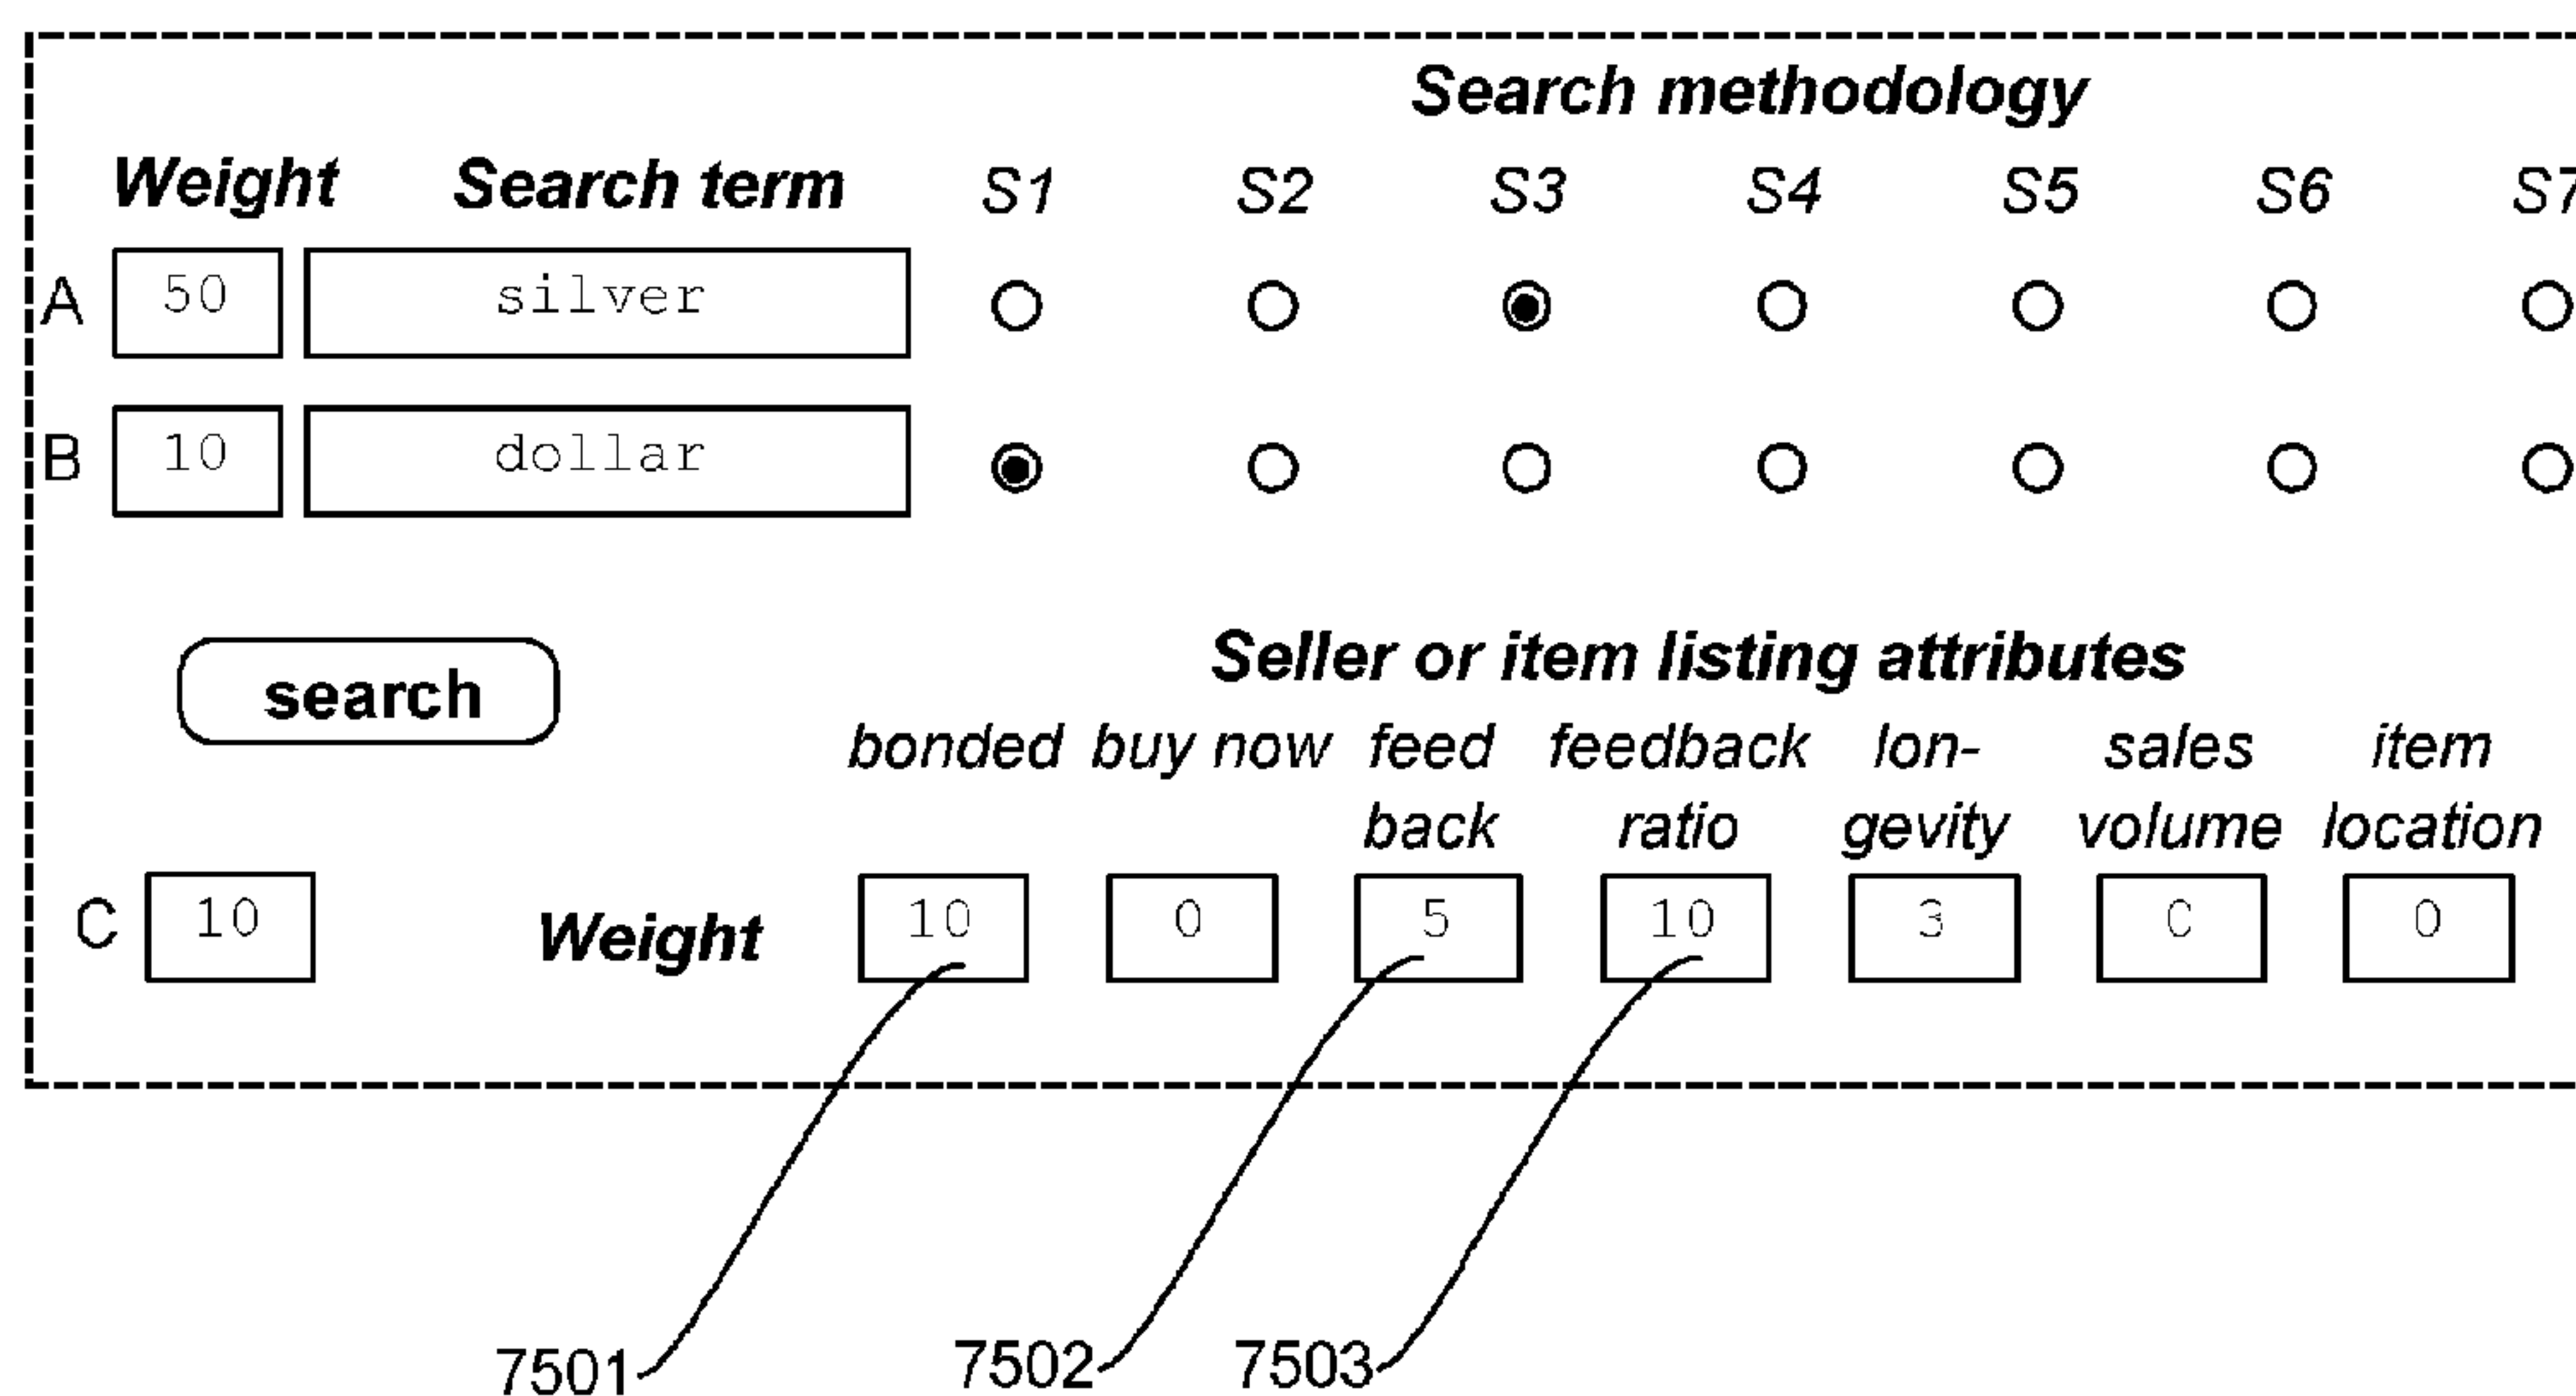 Search methodology
Weight Search term S1 S2 S3 S4 S5 S6 S7
A 50 silver
B 10 dollar
Seller or item listing attributes
search
bonded buy now feed feedback lon- sales item
back ratio gevity volume location
C 10 Weight 10 0 5 10 3 0 0
7501 7502 7503